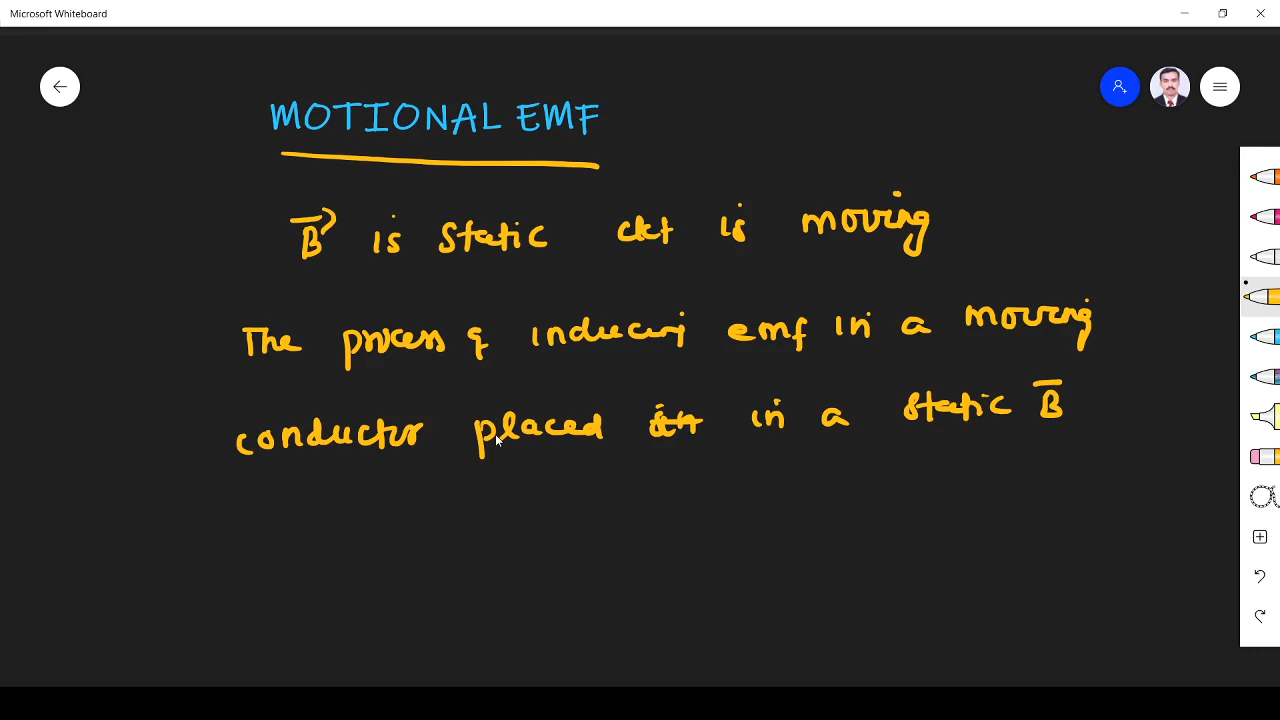 Microsoft Whiteboard
MOTIONAL EMF
B is static ckt is moving
The process of inducing emf in a moving
conductor placed in in a static B